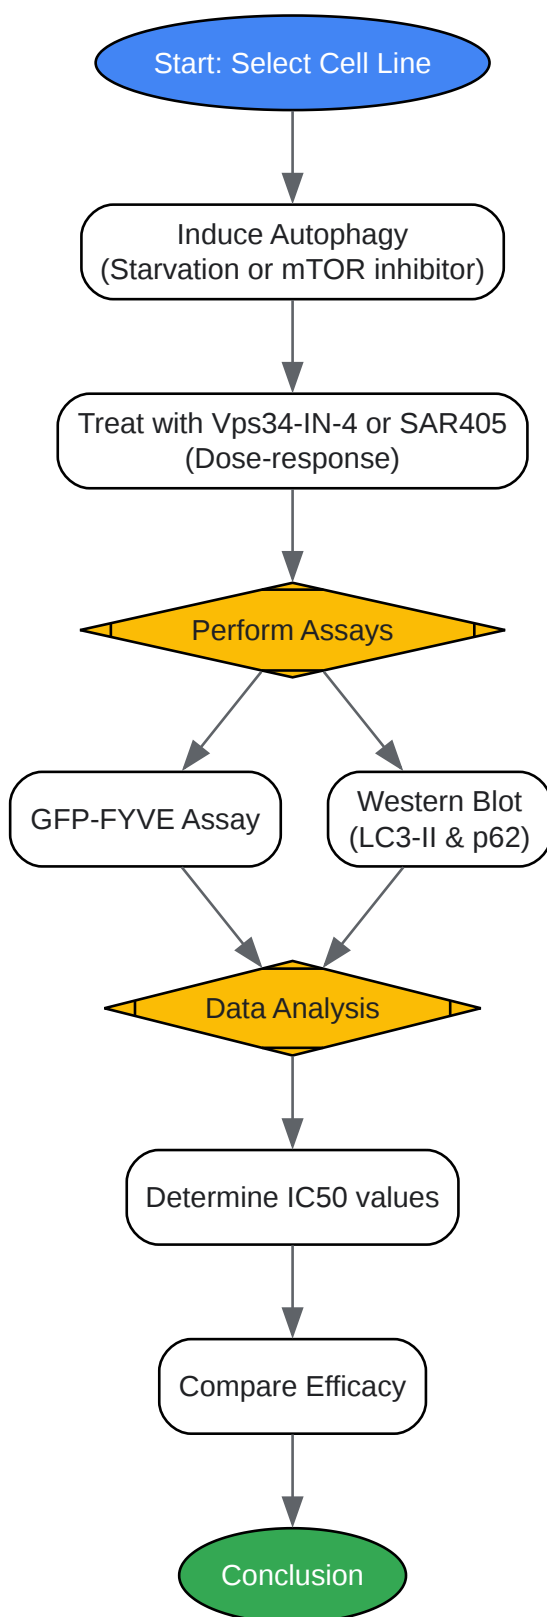 Start: Select Cell Line
Induce Autophagy
(Starvation or mTOR inhibitor)
Treat with Vps34-IN-4 or SAR405
(Dose-response)
Perform Assays
GFP-FYVE Assay
Western Blot
(LC3-II & p62)
Data Analysis
Determine IC50 values
Compare Efficacy
Conclusion